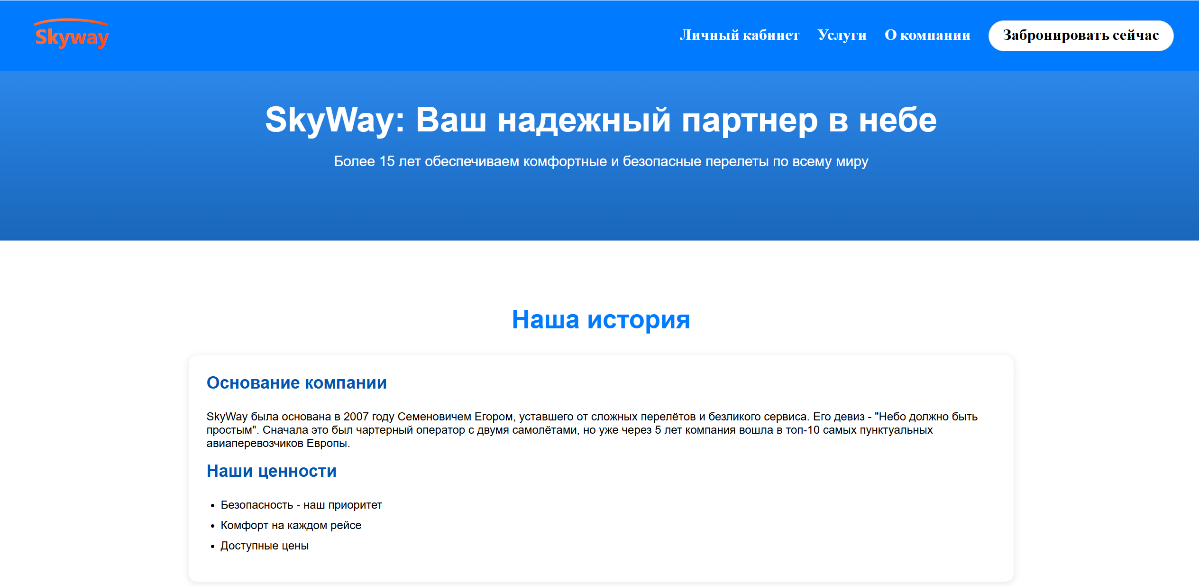 Skyway
Личный кабинет Услуги О компании Забронировать сейчас
SkyWay: Ваш надежный партнер в небе
Более 15 лет обеспечиваем комфортные и безопасные перелеты по всему миру
Наша история
Основание компании
SkyWay была основана в 2007 году Семеновичем Егором, уставшего от сложных перелётов и безликого сервиса. Его девиз - "Небо должно быть
простым". Сначала это был чартерный оператор с двумя самолётами, но уже через 5 лет компания вошла в топ-10 самых пунктуальных
авиаперевозчиков Европы.
Наши ценности
• Безопасность - наш приоритет
• Комфорт на каждом рейсе
• Доступные цены